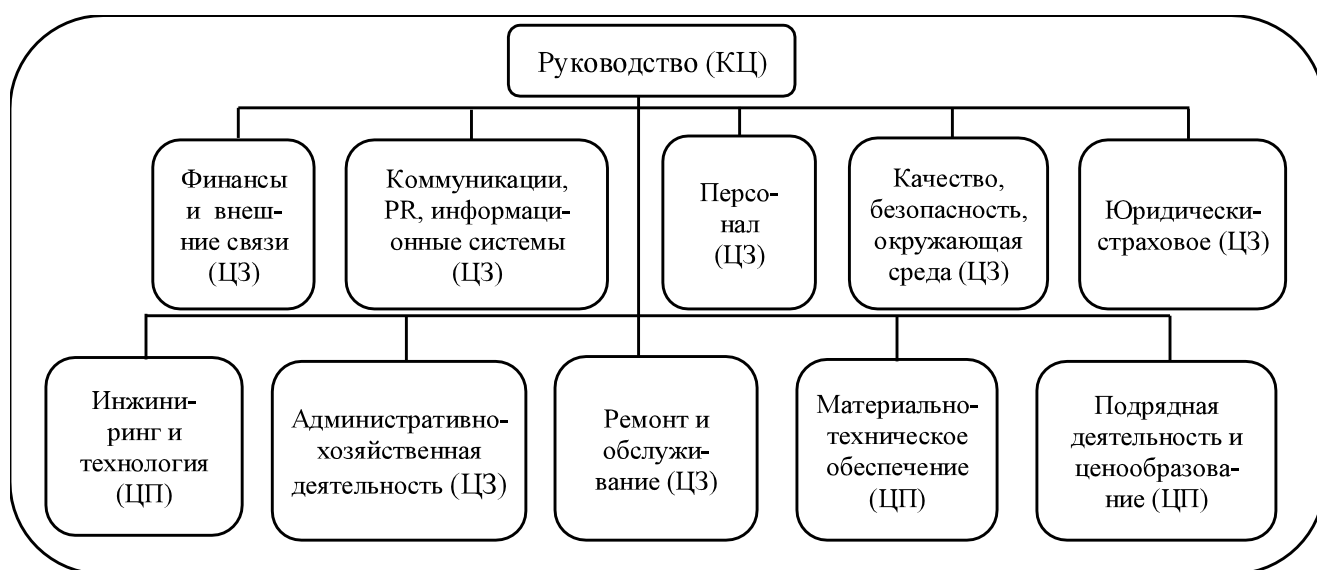 Руководство (КЦ)
Финансы
и внеш-
ние связи
(ЦЗ)
Коммуникации,
PR, информаци-
онные системы
(ЦЗ)
Персо-
нал
(ЦЗ)
Качество,
безопасность,
окружающая
среда (ЦЗ)
Юридически-
страховое (ЦЗ)
Инжини-
ринг и
технология
(ЦП)
Административно-
хозяйственная
деятельность (ЦЗ)
Ремонт и
обслужи-
вание (ЦЗ)
Материально-
техническое
обеспечение
(ЦП)
Подрядная
деятельность и
ценообразова-
ние (ЦП)